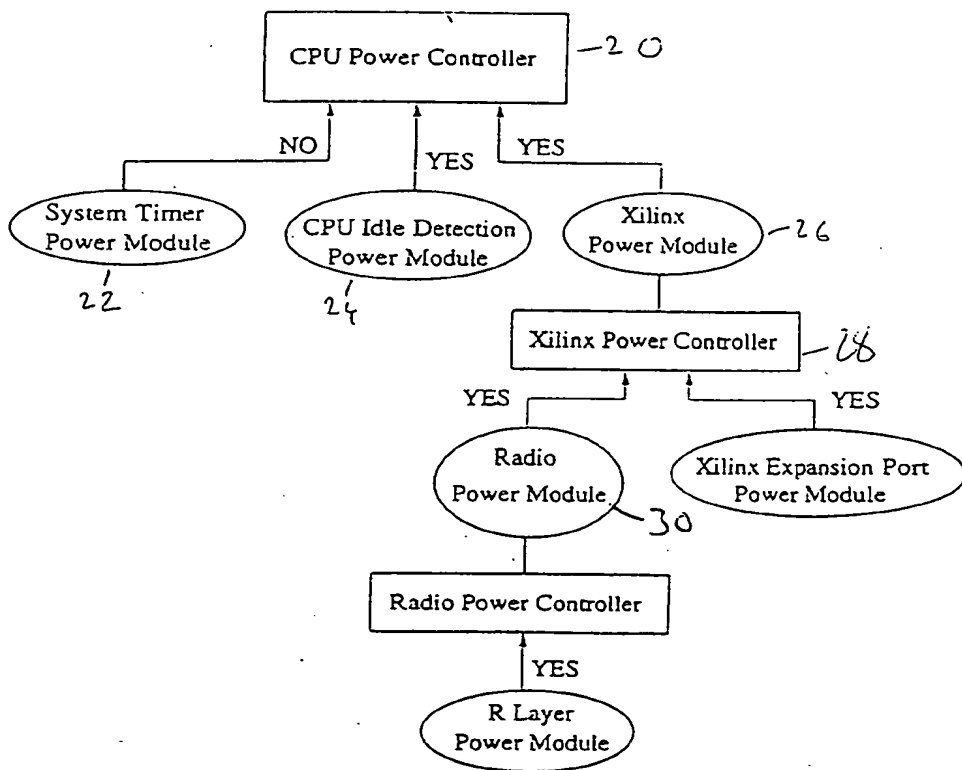 CPU Power Controller
20
NO
YES
YES
System Timer
Power Module
22
CPU Idle Detection
Power Module
24
Xilinx
Power Module
26
Xilinx Power Controller
28
YES
YES
Radio
Power Module
30
Xilinx Expansion Port
Power Module
Radio Power Controller
YES
R Layer
Power Module